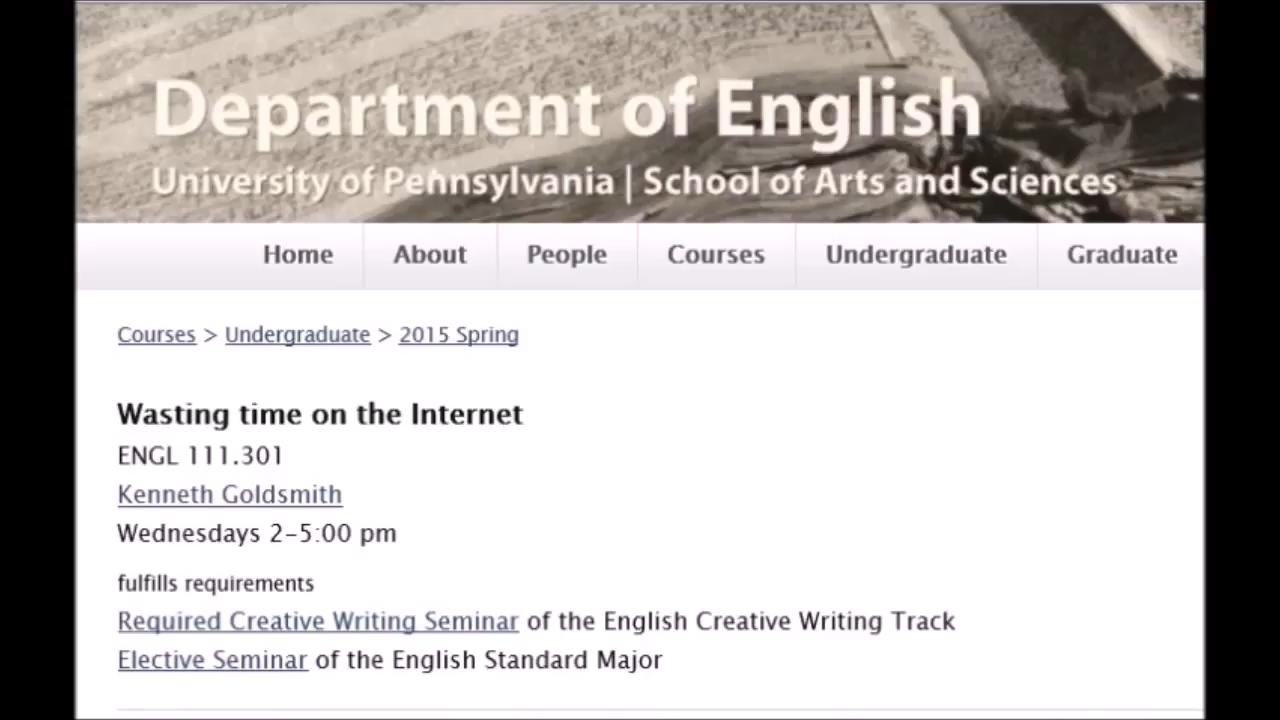 Department of English
University of Pennsylvania | School of Arts and Sciences
Home About People Courses Undergraduate Graduate
Courses > Undergraduate > 2015 Spring
Wasting time on the Internet
ENGL 111.301
Kenneth Goldsmith
Wednesdays 2-5:00 pm
fulfills requirements
Required Creative Writing Seminar of the English Creative Writing Track
Elective Seminar of the English Standard Major